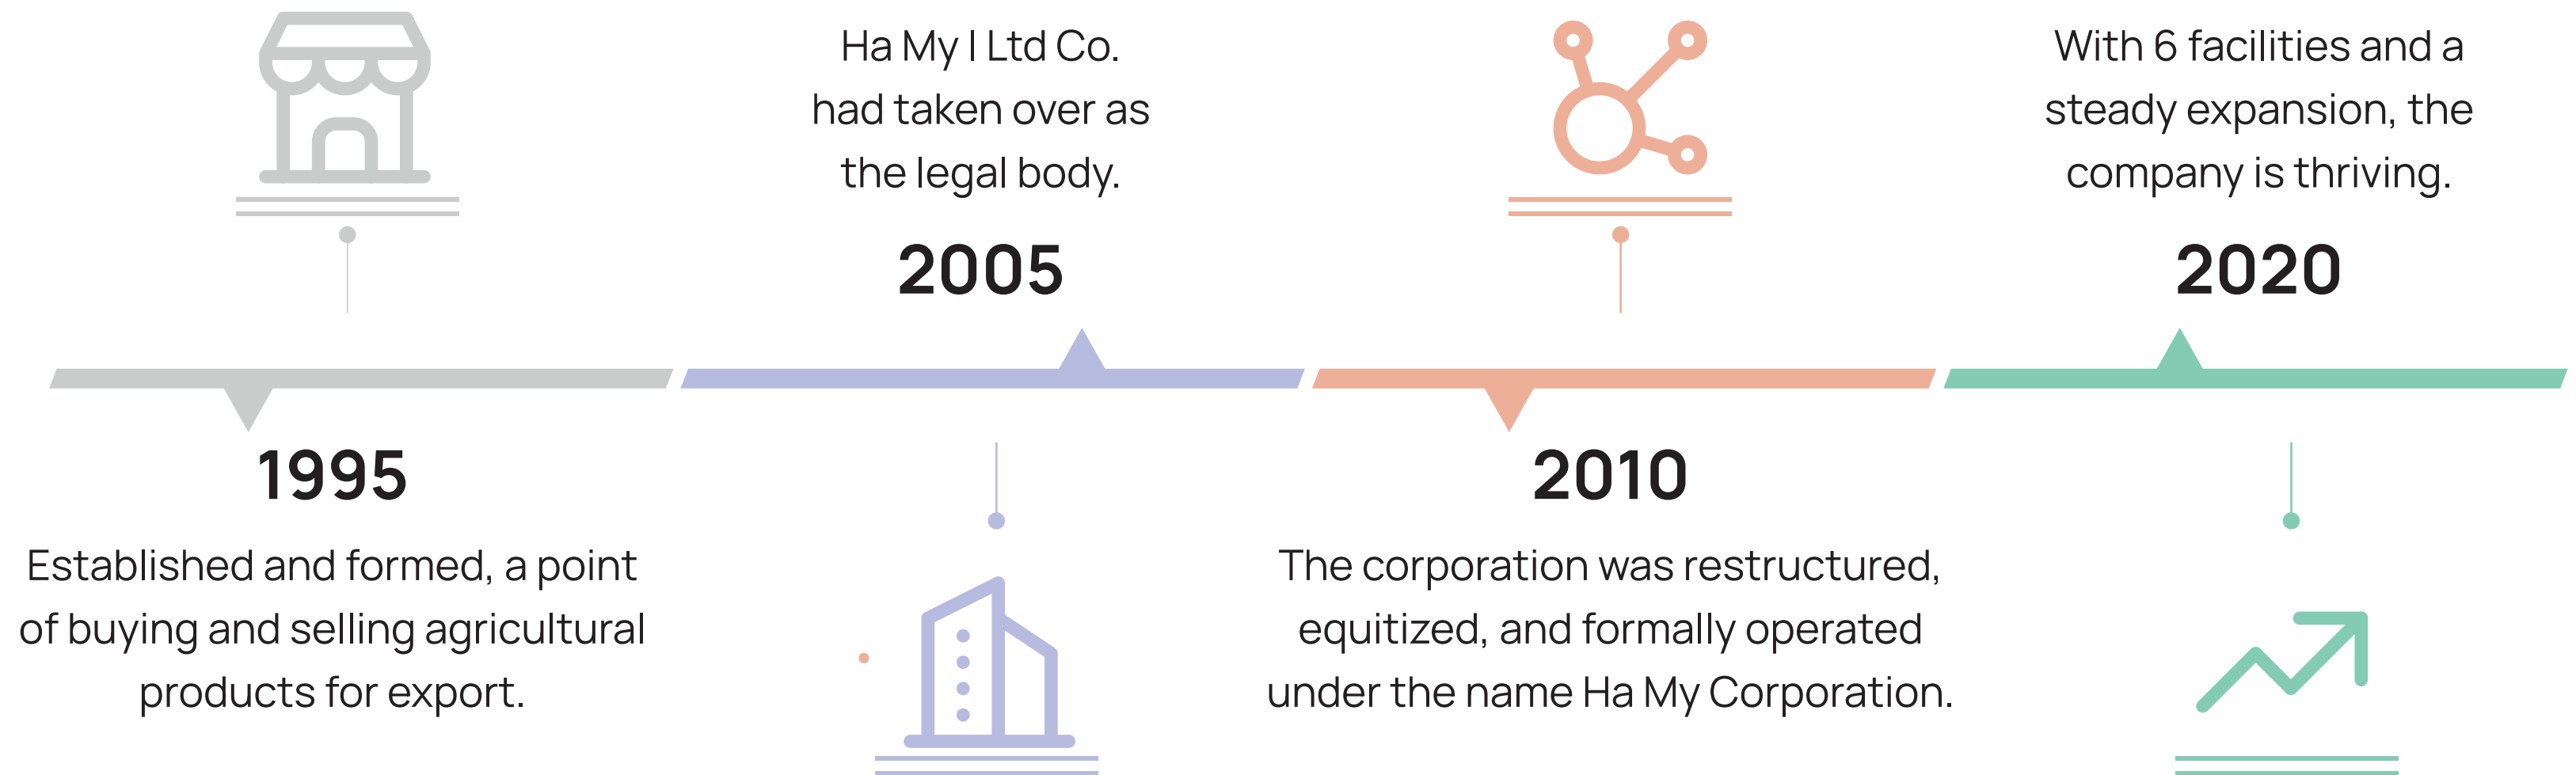 1995
Established and formed, a point
of buying and selling agricultural
products for export.
Ha My I Ltd Co.
had taken over as
the legal body.
2005
2010
The corporation was restructured,
equitized, and formally operated
under the name Ha My Corporation.
With 6 facilities and a
steady expansion, the
company is thriving.
2020